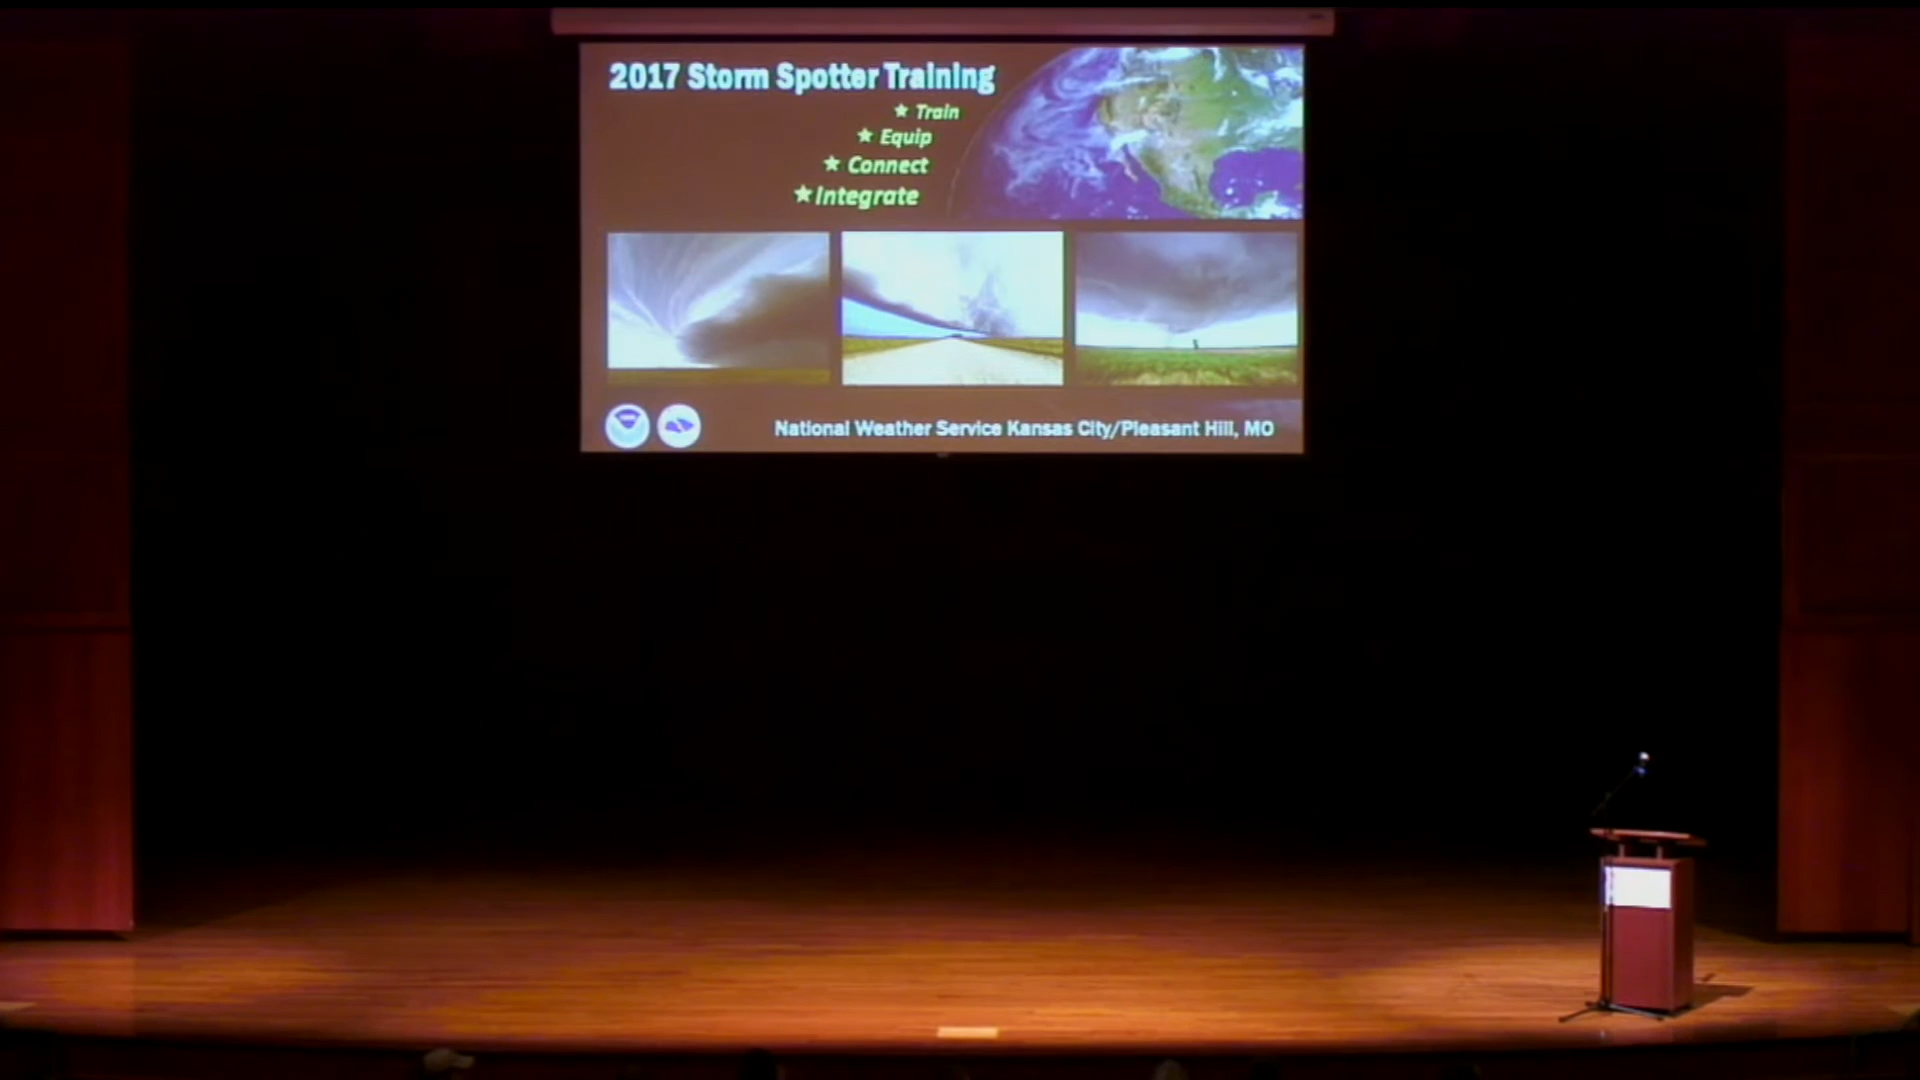 2017 Storm Spotter Training
★ Train
★ Equip
★ Connect
★ Integrate
National Weather Service Kansas City/Pleasant Hill, MO